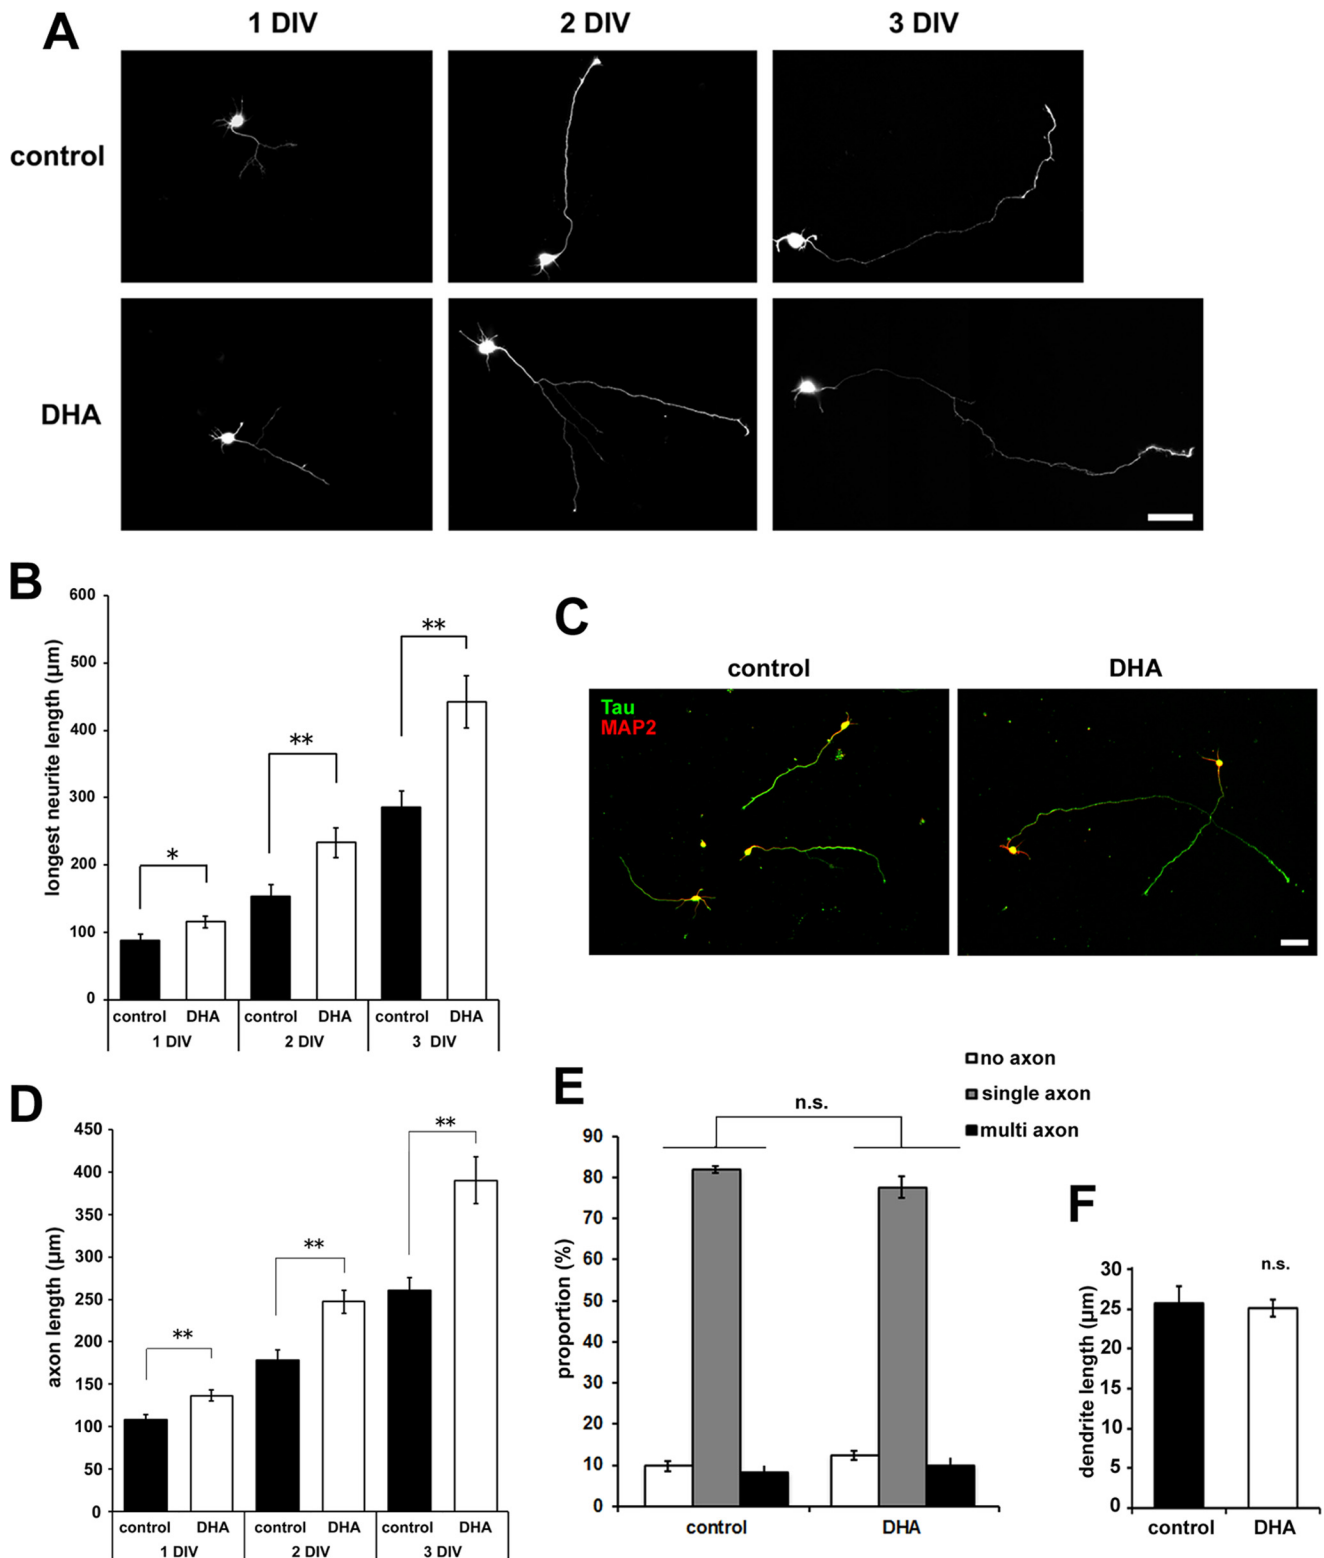 A
1 DIV 2 DIV 3 DIV
control
DHA
B
longest neurite length (μm)
600
500
400
300
200
100
0
* ** **
control DHA control DHA control DHA
1 DIV 2 DIV 3 DIV
C
control DHA
Tau
MAP2
D
axon length (μm)
450
400
350
300
250
200
150
100
50
0
** ** **
control DHA control DHA control DHA
1 DIV 2 DIV 3 DIV
E
no axon
single axon
multi axon
n.s.
proportion (%)
90
80
70
60
50
40
30
20
10
0
control DHA
F
n.s.
dendrite length (μm)
30
25
20
15
10
5
0
control DHA